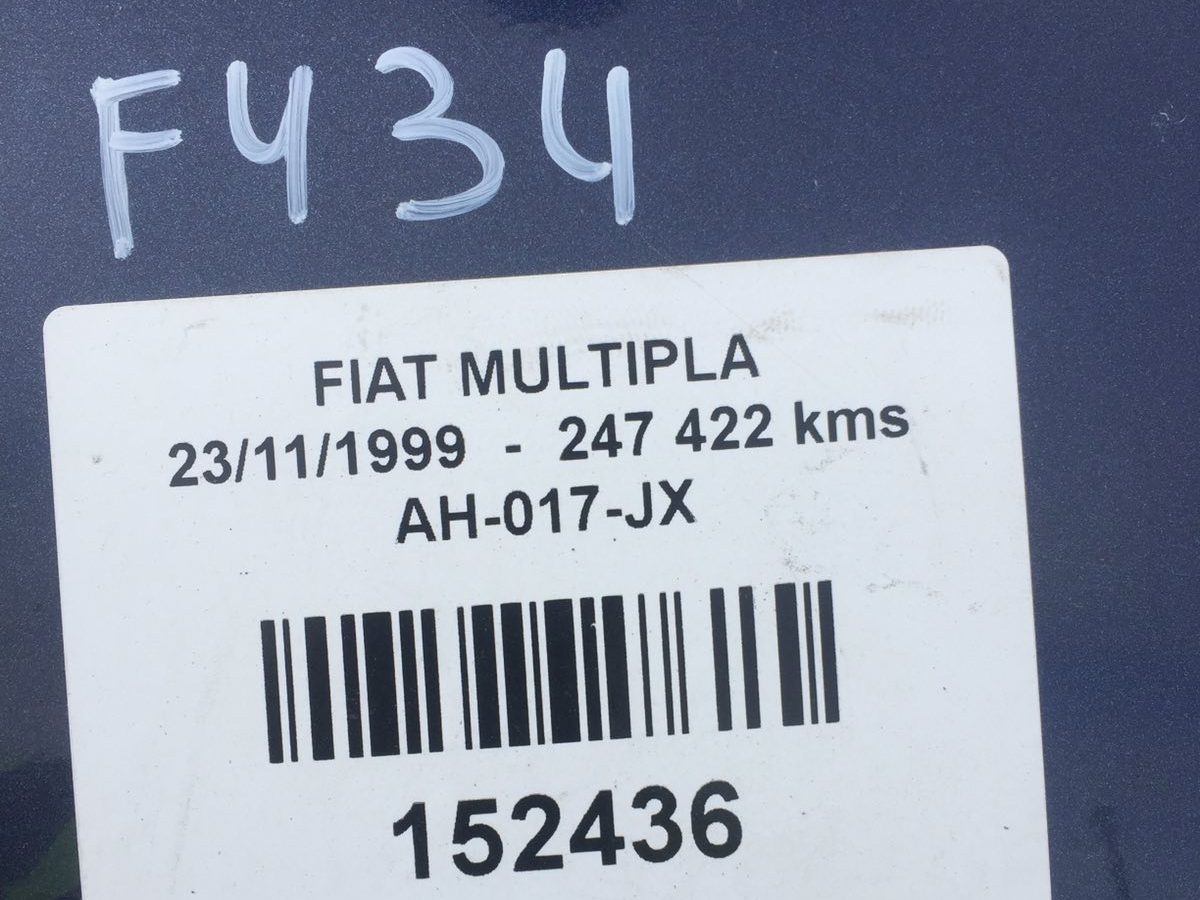 F434
FIAT MULTIPLA
23/11/1999 - 247 422 kms
AH-017-JX
152436